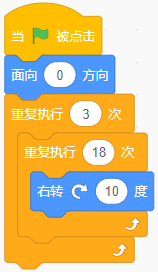 当 被点击
面向 0 方向
重复执行 3 次
重复执行 18 次
右转 10 度